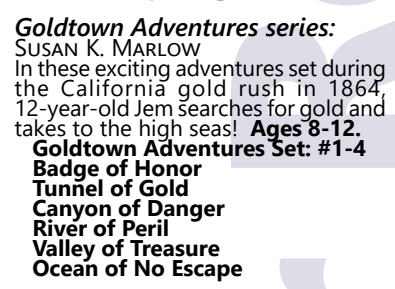 Goldtown Adventures series:
Susan K. Marlow
In these exciting adventures set during
the California gold rush in 1864,
12-year-old Jem searches for gold and
takes to the high seas! Ages 8-12.
Goldtown Adventures Set: #1-4
Badge of Honor
Tunnel of Gold
Canyon of Danger
River of Peril
Valley of Treasure
Ocean of No Escape